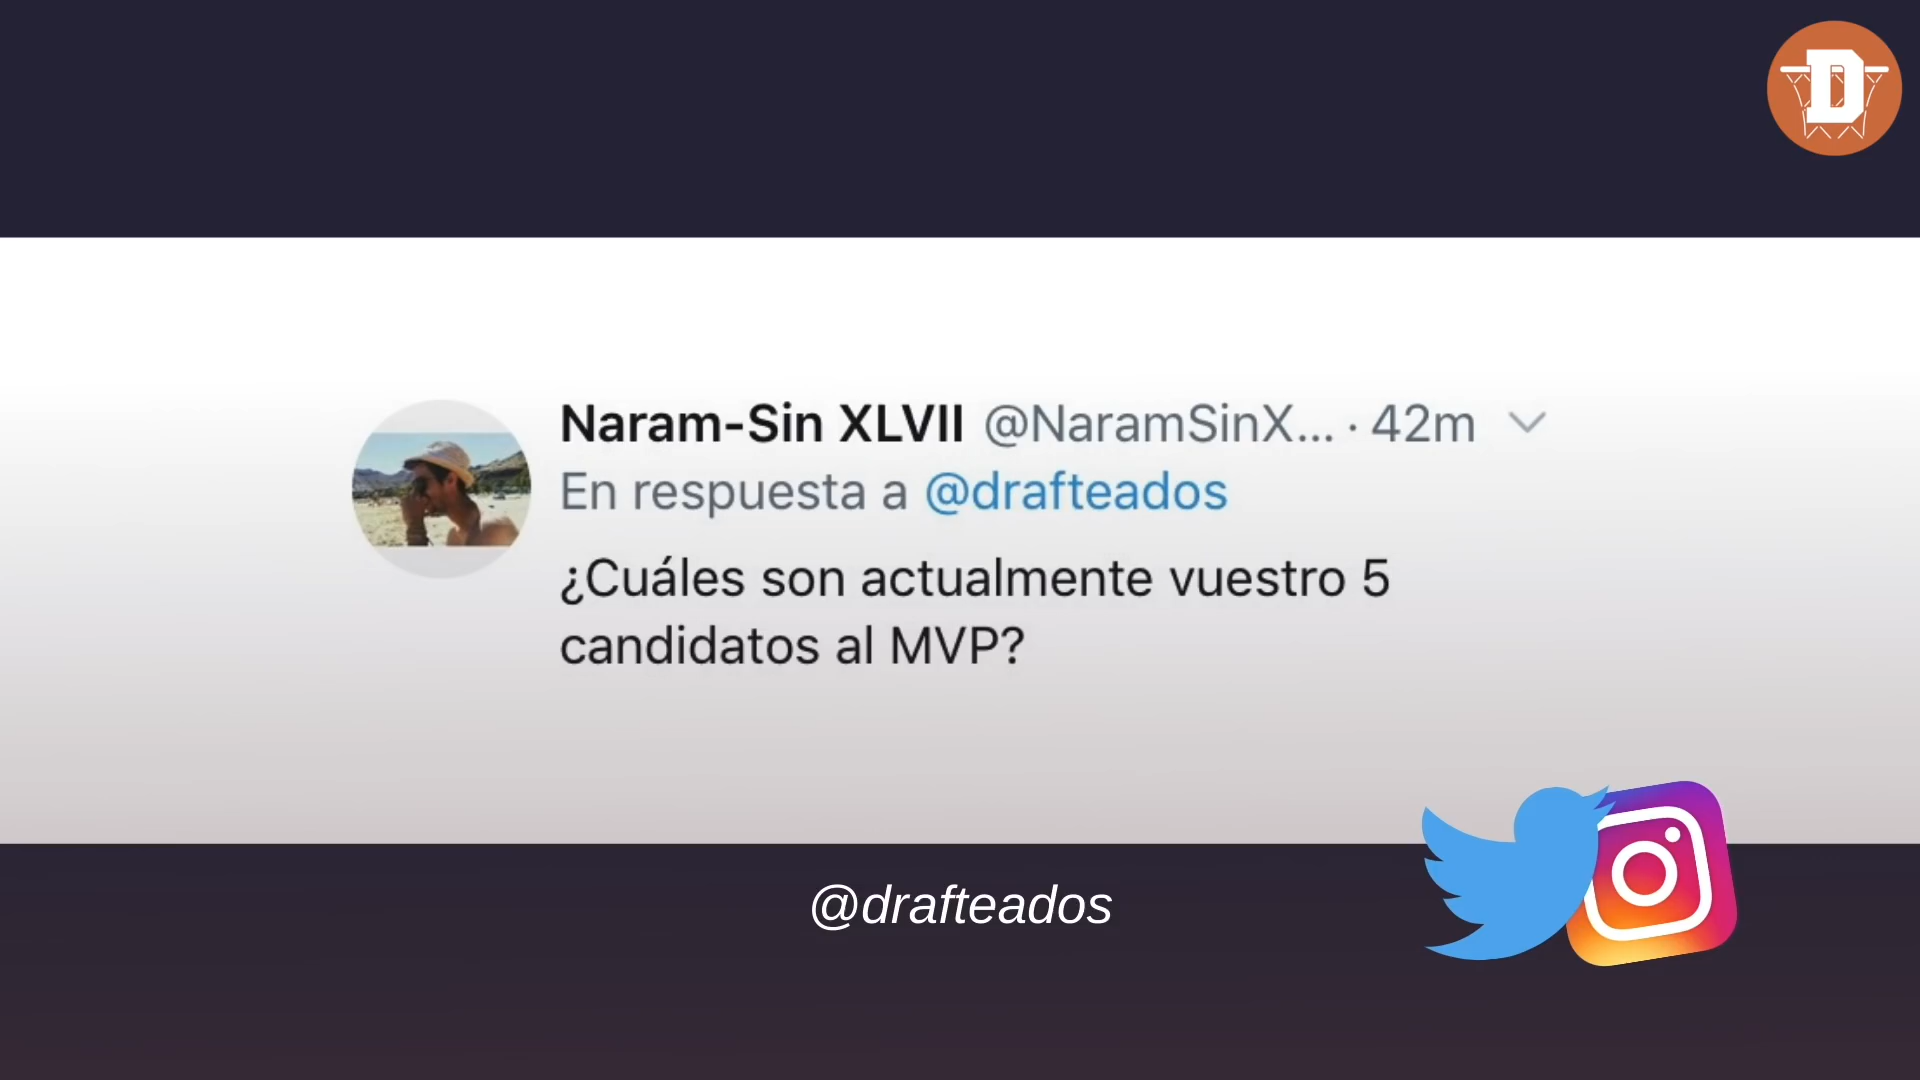 D
Naram-Sin XLVII @NaramSinX... · 42m
En respuesta a @drafteados
¿Cuáles son actualmente vuestro 5
candidatos al MVP?
@drafteados